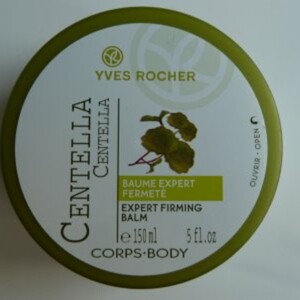 YVES ROCHER
CENTELLA
CENTELLA
BAUME EXPERT
FERMETÉ
EXPERT FIRMING
BALM
e 150 ml 5 fl.oz
CORPS•BODY
OUVRIR - OPEN